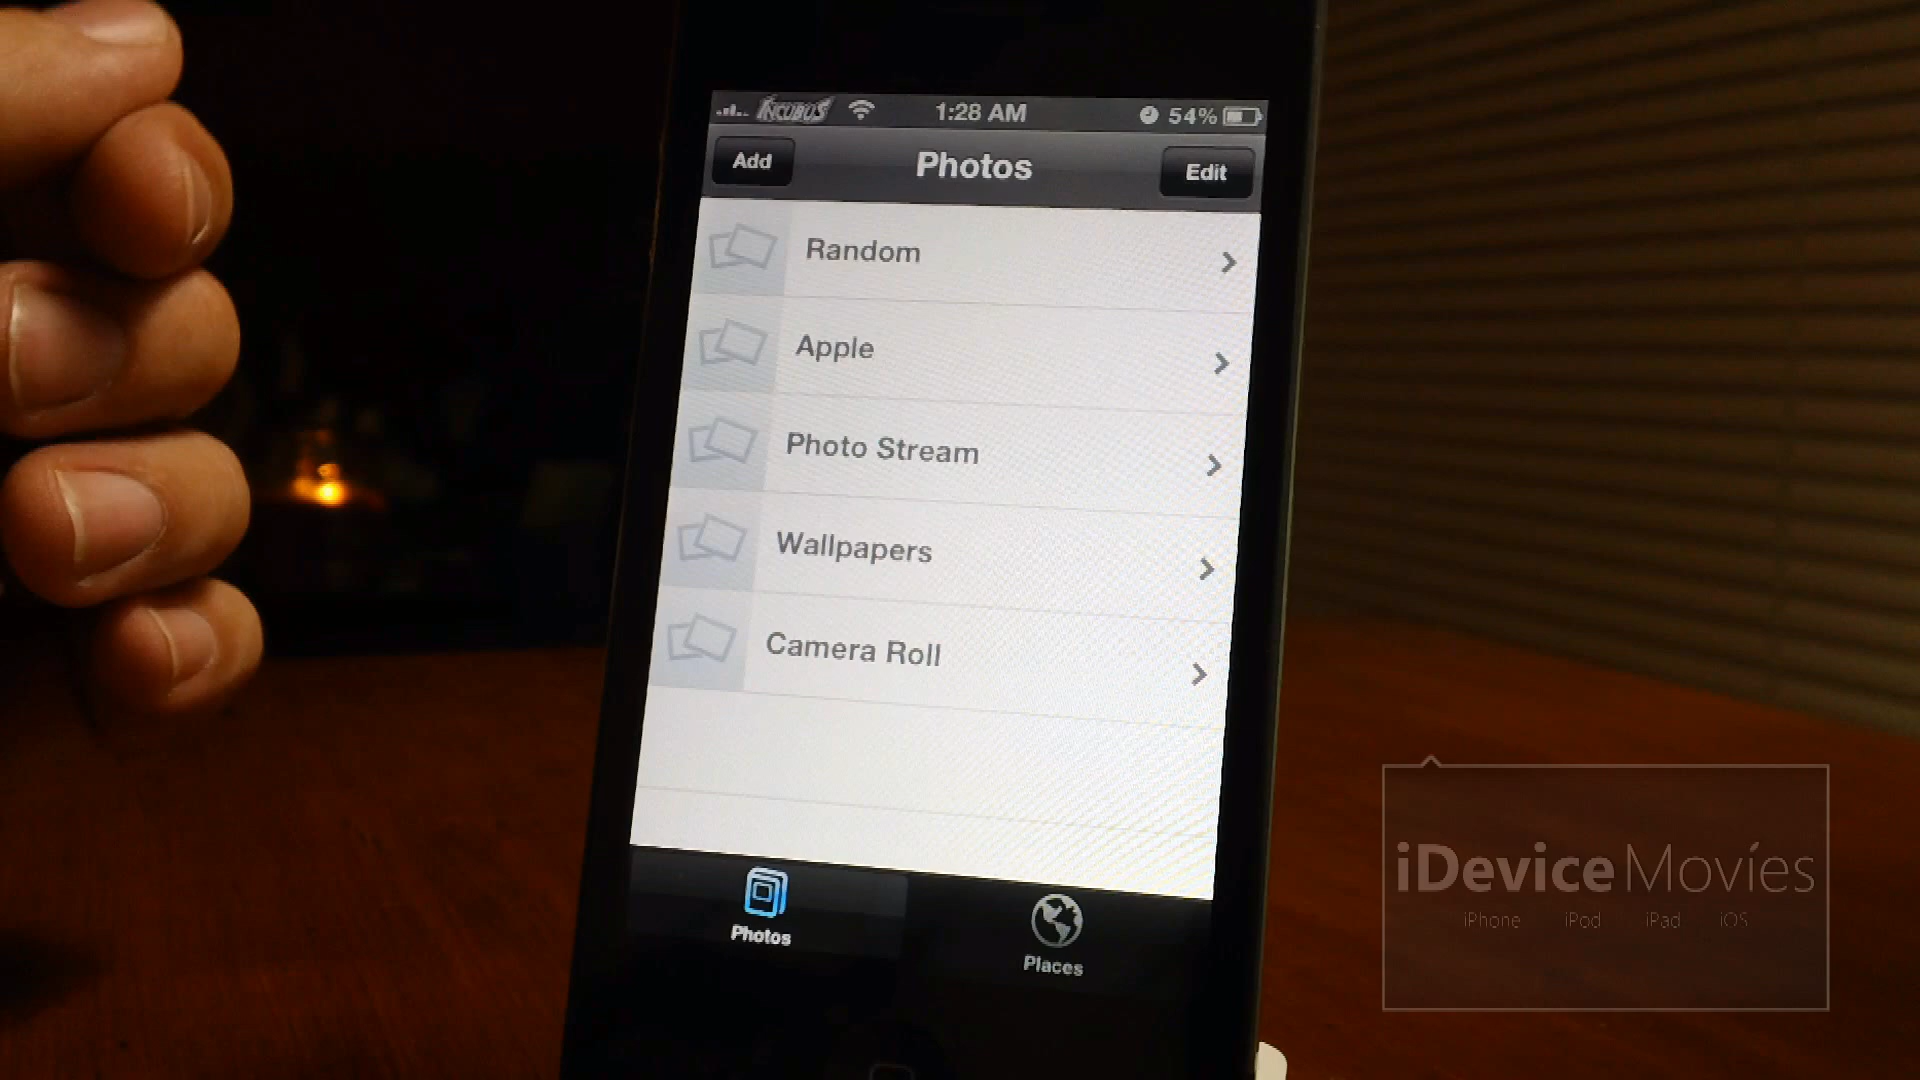 INCUBUS 1:28 AM 54%
Add Photos Edit
Random
Apple
Photo Stream
Wallpapers
Camera Roll
Photos Places
iDeviceMovies
iPhone iPod iPad iOS